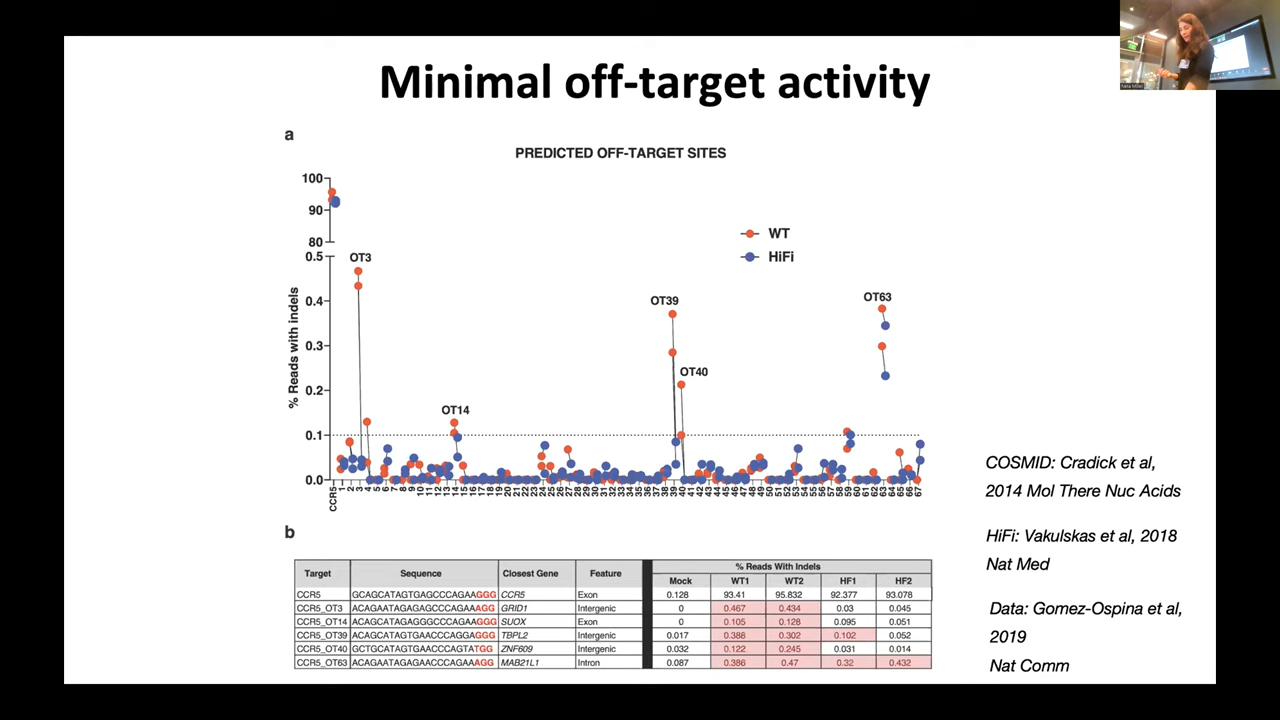 Minimal off-target activity
a
PREDICTED OFF-TARGET SITES
100
90
80
0.5
0.4
0.3
0.2
0.1
0.0
% Reads with indels
WT
HiFi
OT3
OT14
OT39
OT40
OT63
CCR5
b
Target Sequence Closest Gene Feature % Reads With Indels
Mock WT1 WT2 HF1 HF2
CCR5 GCAGCATAGTGAGCCCAGAAGGG CCR5 Exon 0.128 93.41 95.832 92.377 93.078
CCR5_OT3 ACAGAATAGAGAGCCCAGAAAGG GRID1 Intergenic 0 0.467 0.434 0.03 0.045
CCR5_OT14 ACAGCATAGAGGGCCCAGAAGGG SUOX Exon 0 0.105 0.128 0.095 0.051
CCR5_OT39 ACAGCATAGTGAACCCAGGAGGG TBPL2 Intergenic 0.017 0.388 0.302 0.102 0.052
CCR5_OT40 GCTGCATAGTGAACCCAGTATGG ZNF609 Intergenic 0.032 0.122 0.245 0.031 0.014
CCR5_OT63 ACAGAATAGAGAACCCAGAAAGG MAB21L1 Intron 0.087 0.386 0.47 0.32 0.432
COSMID: Cradick et al,
2014 Mol There Nuc Acids
HiFi: Vakulskas et al, 2018
Nat Med
Data: Gomez-Ospina et al,
2019
Nat Comm